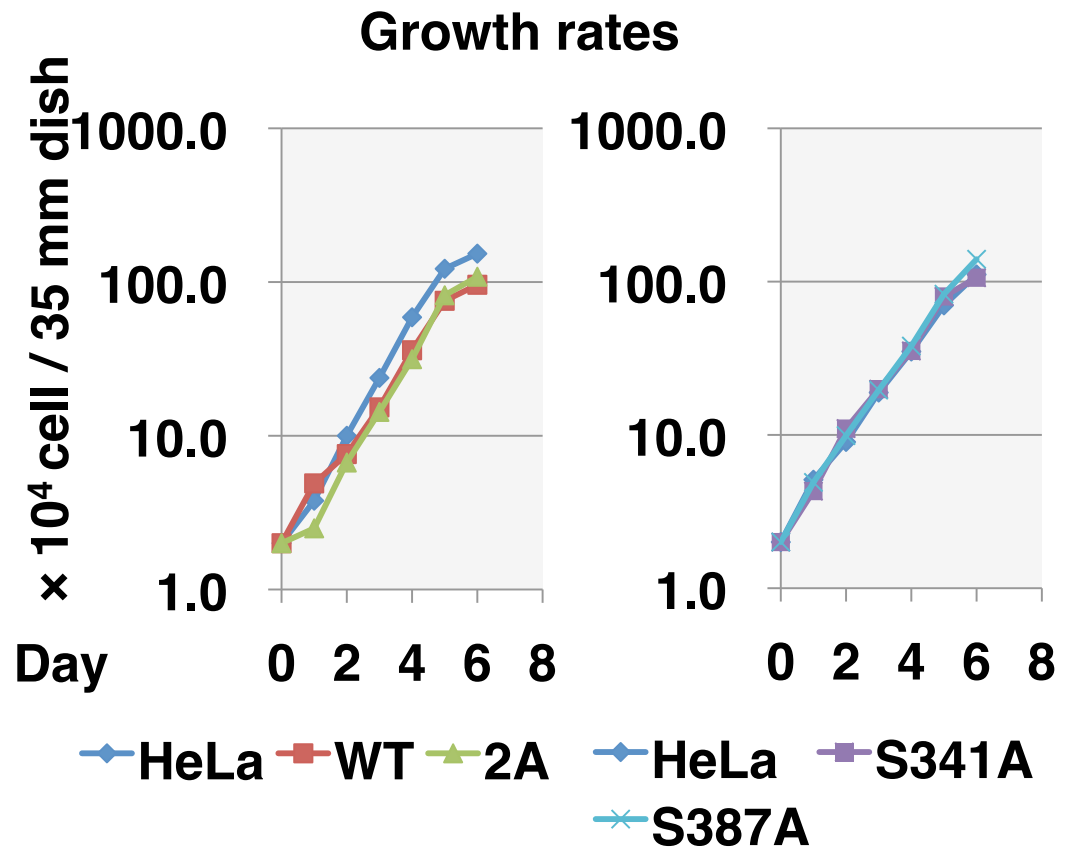 Growth rates
× 10⁴ cell / 35 mm dish
1000.0
100.0
10.0
1.0
1000.0
100.0
10.0
1.0
Day 0 2 4 6 8 0 2 4 6 8
HeLa WT 2A
HeLa S341A
S387A